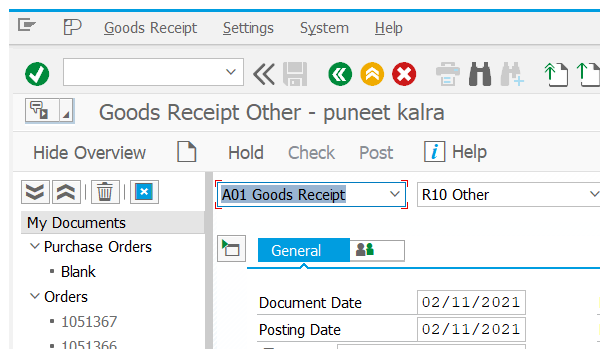 Goods Receipt Settings System Help
Goods Receipt Other - puneet kalra
Hide Overview Hold Check Post i Help
A01 Goods Receipt R10 Other
My Documents
Purchase Orders
General
Blank
Orders
Document Date 02/11/2021
1051367
Posting Date 02/11/2021
1051366